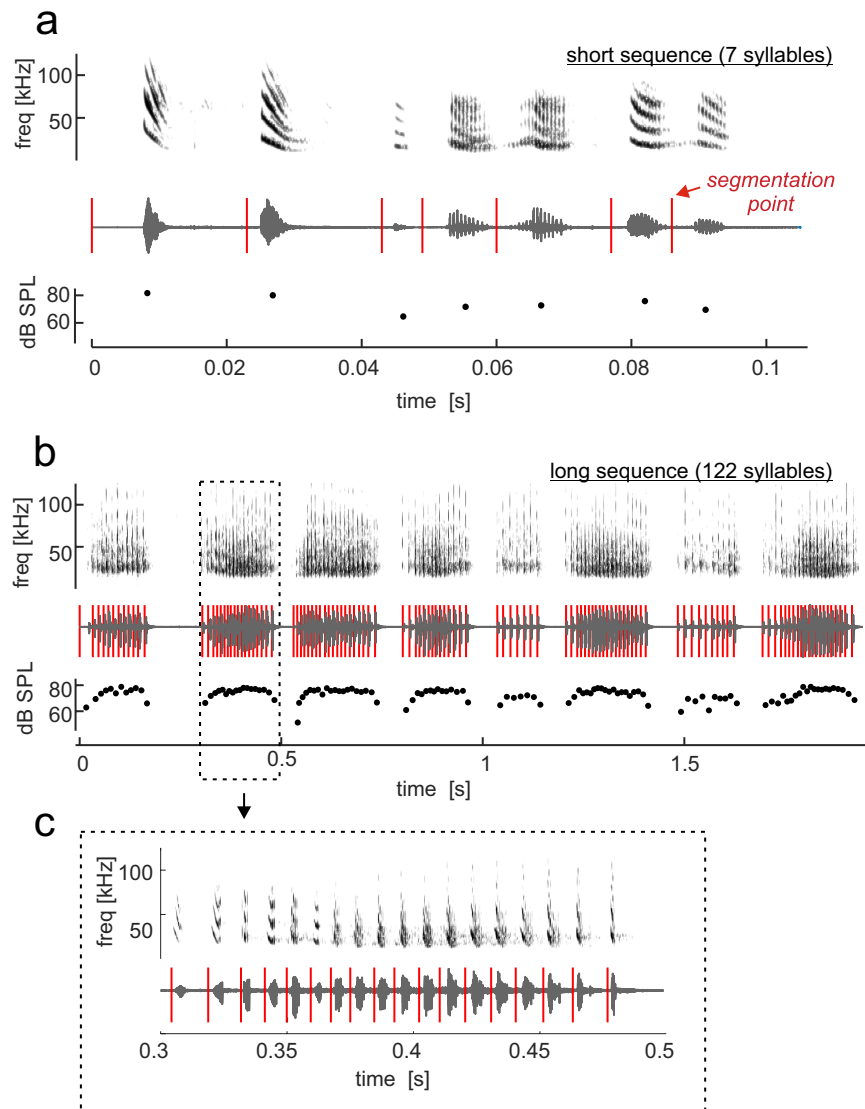 a
short sequence (7 syllables)
freq [kHz]
100
50
segmentation
point
dB SPL
80
60
0 0.02 0.04 0.06 0.08 0.1
time [s]
b
long sequence (122 syllables)
freq [kHz]
100
50
dB SPL
80
60
0 0.5 1 1.5
time [s]
c
freq [kHz]
100
50
0.3 0.35 0.4 0.45 0.5
time [s]